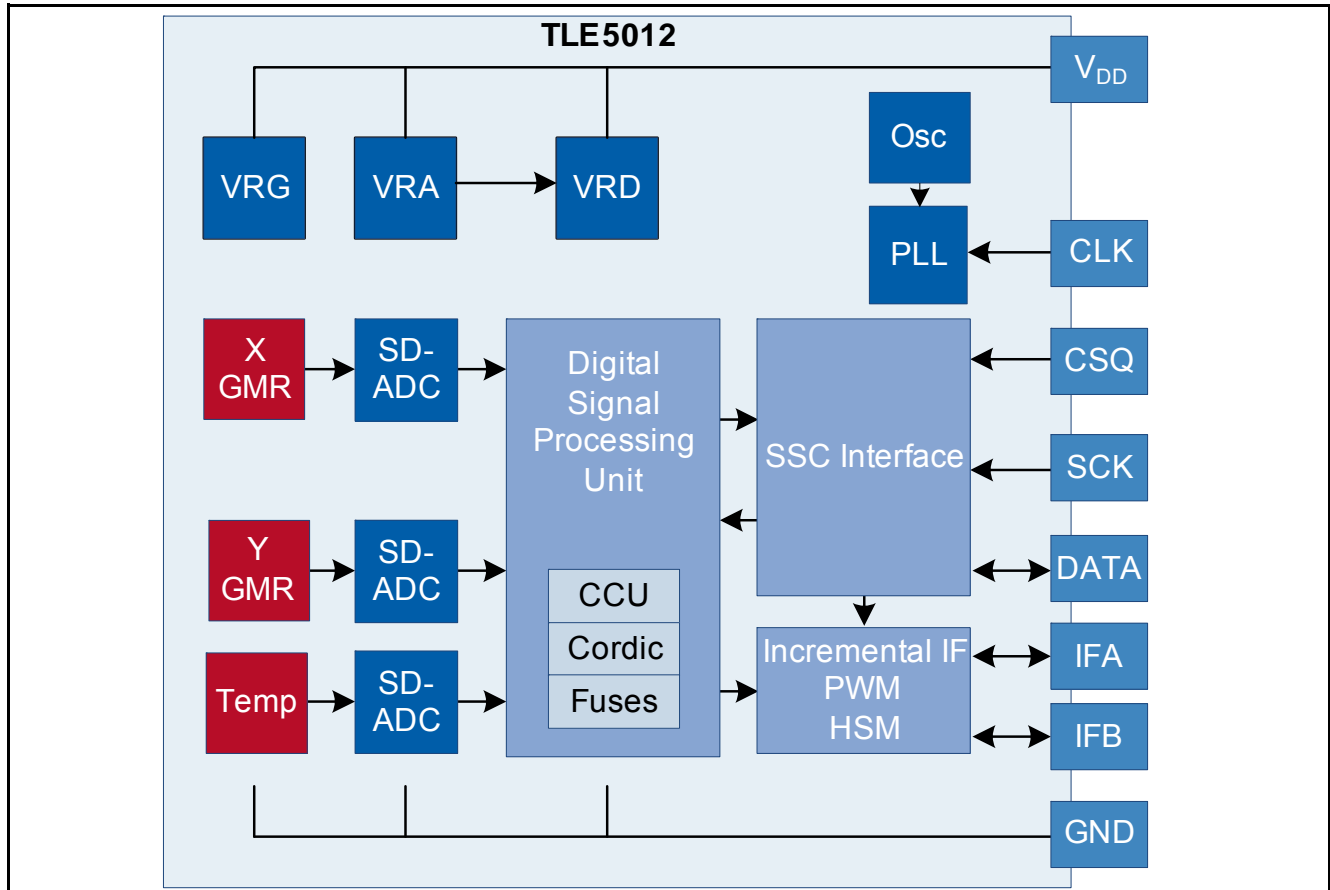 TLE5012
VDD
Osc
VRG
VRA
VRD
PLL
CLK
X
GMR
SD-
ADC
Digital
Signal
Processing
Unit
SSC Interface
CSQ
SCK
Y
GMR
SD-
ADC
CCU
Cordic
Fuses
DATA
Temp
SD-
ADC
Incremental IF
PWM
HSM
IFA
IFB
GND